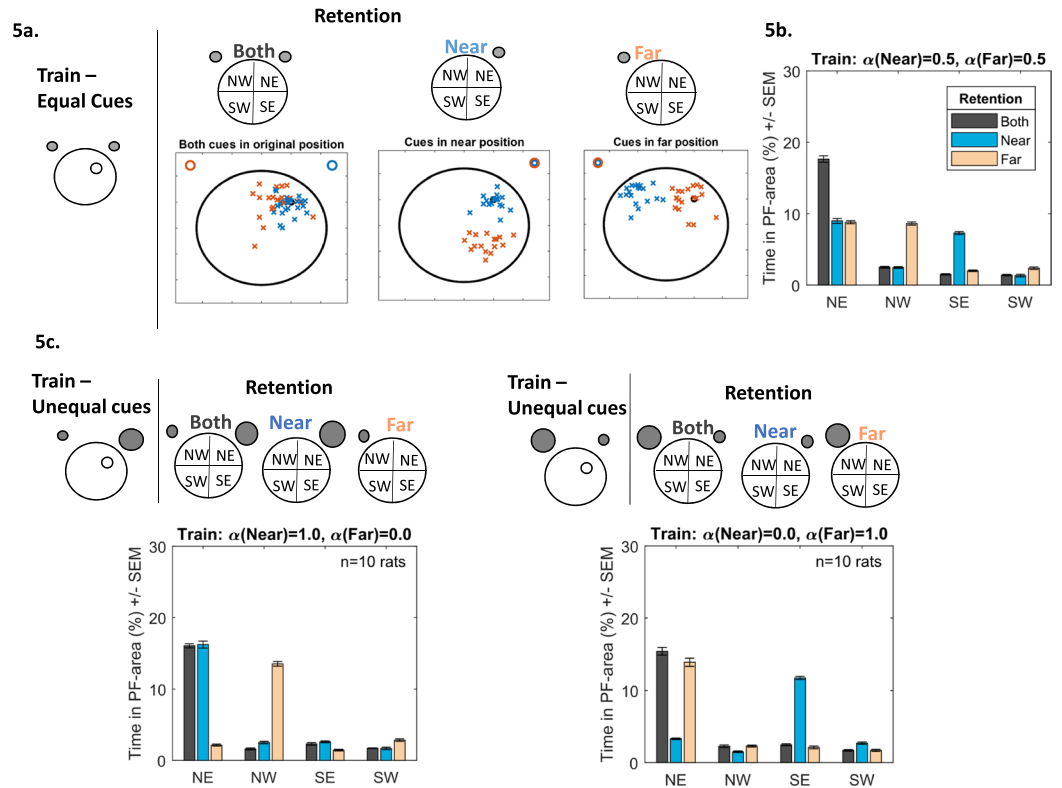 5a.
Retention
5b.
Train –
Equal Cues
Both
NW NE
SW SE
Near
NW NE
SW SE
Far
NW NE
SW SE
Both cues in original position
Cues in near position
Cues in far position
Train: α(Near)=0.5, α(Far)=0.5
Time in PF-area (%) +/- SEM
30
20
10
0
Retention
Both
Near
Far
NE NW SE SW
5c.
Train –
Unequal cues
Retention
Both Near Far
NW NE NW NE NW NE
SW SE SW SE SW SE
Train: α(Near)=1.0, α(Far)=0.0
n=10 rats
Time in PF-area (%) +/- SEM
30
20
10
0
NE NW SE SW
Train –
Unequal cues
Retention
Both Near Far
NW NE NW NE NW NE
SW SE SW SE SW SE
Train: α(Near)=0.0, α(Far)=1.0
n=10 rats
Time in PF-area (%) +/- SEM
30
20
10
0
NE NW SE SW